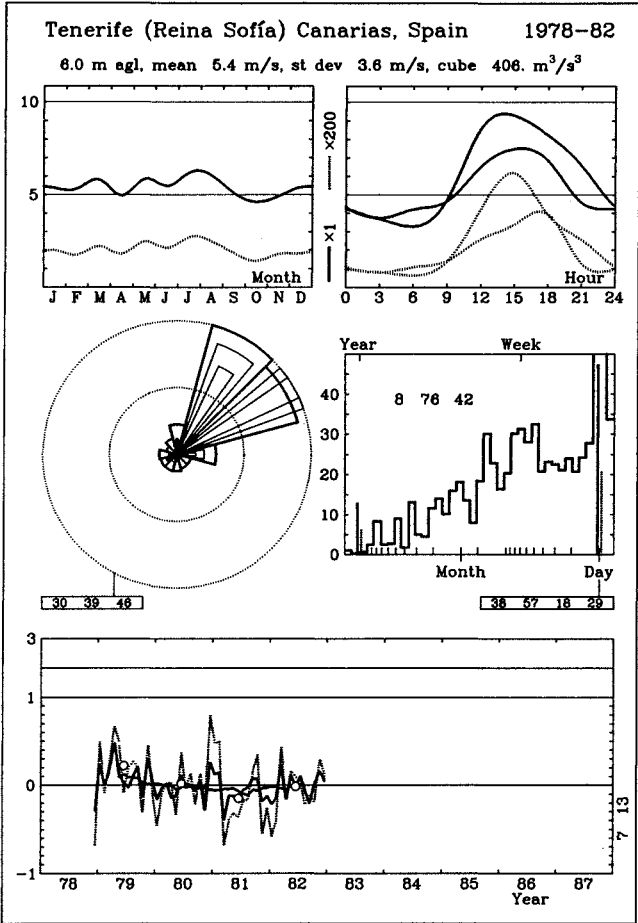 Tenerife (Reina Sofía) Canarias, Spain 1978-82
6.0 m agl, mean 5.4 m/s, st dev 3.6 m/s, cube 406. m³/s³
10
5
J F M A M J J A S O N D
Month
×1 ×200
0 3 6 9 12 15 18 21 24
Hour
30 39 46
Year Week
8 76 42
40
30
20
10
0
Month Day
38 57 18 29
3
1
0
-1
78 79 80 81 82 83 84 85 86 87
Year
7 13